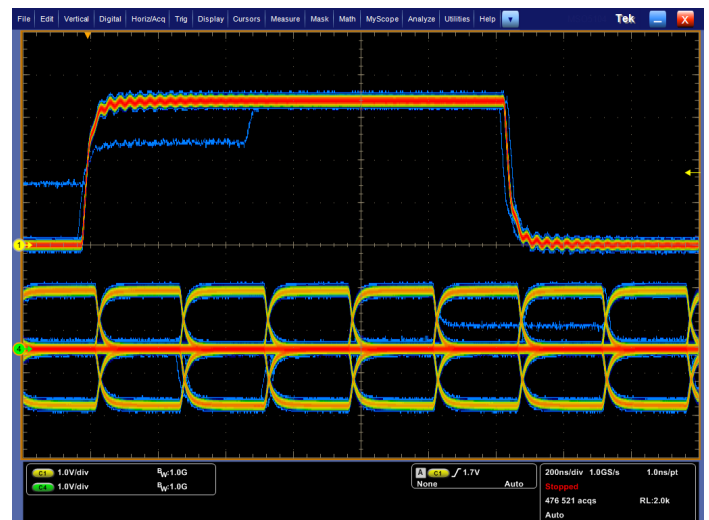 File Edit Vertical Digital Horiz/Acq Trig Display Cursors Measure Mask Math MyScope Analyze Utilities Help Tek X
1
4
C1 1.0V/div BW:1.0G
C4 1.0V/div BW:1.0G
A C1 1.7V
None Auto
200ns/div 1.0GS/s 1.0ns/pt
Stopped
476 521 acqs RL:2.0k
Auto